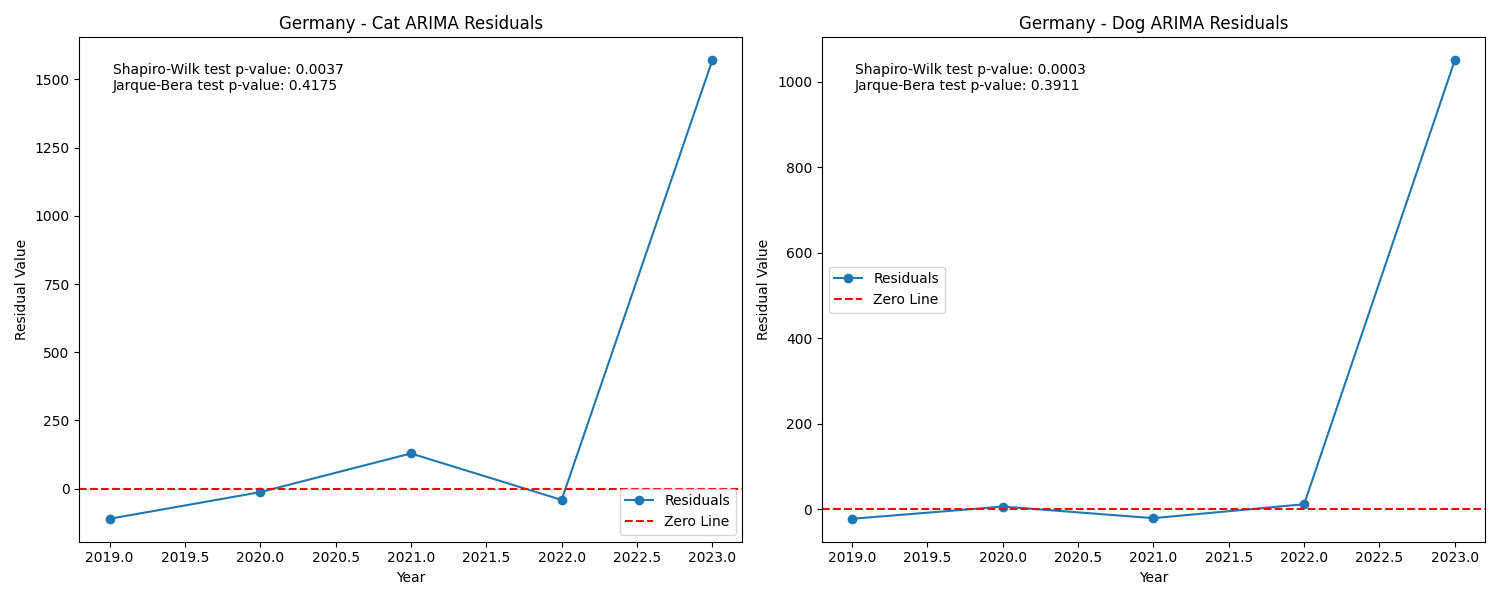 Germany - Cat ARIMA Residuals
Shapiro-Wilk test p-value: 0.0037
Jarque-Bera test p-value: 0.4175
1500
1250
1000
750
500
250
0
Residual Value
Residuals
Zero Line
2019.0 2019.5 2020.0 2020.5 2021.0 2021.5 2022.0 2022.5 2023.0
Year
Germany - Dog ARIMA Residuals
Shapiro-Wilk test p-value: 0.0003
Jarque-Bera test p-value: 0.3911
1000
800
600
400
200
0
Residual Value
Residuals
Zero Line
2019.0 2019.5 2020.0 2020.5 2021.0 2021.5 2022.0 2022.5 2023.0
Year